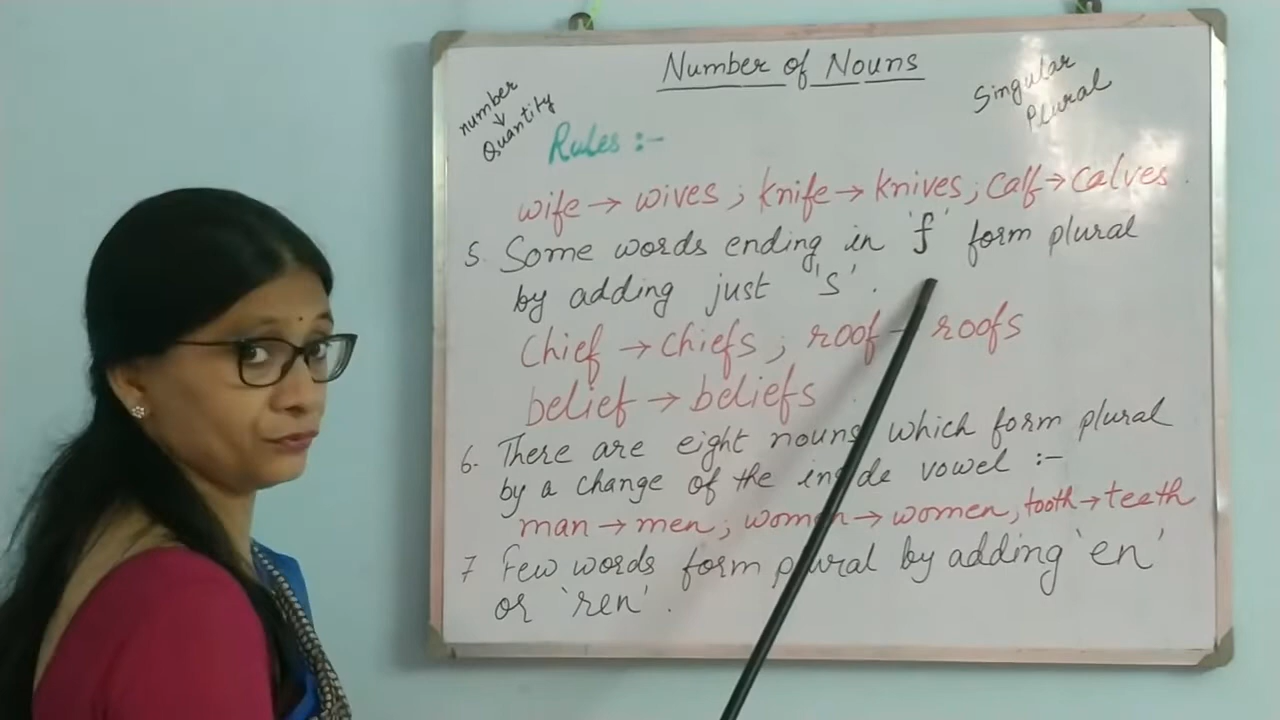 Number of Nouns
number
↓
Quantity
Singular
Plural
Rules :-
wife → wives ; knife → knives ; calf → calves .
5. Some words ending in 'f' form plural
by adding just 's'.
Chief → chiefs ; roof → roofs
belief → beliefs
6. There are eight nouns which form plural
by a change of the inside vowel :-
man → men ; woman → women, tooth → teeth
7 Few words form plural by adding 'en'
or 'ren' .